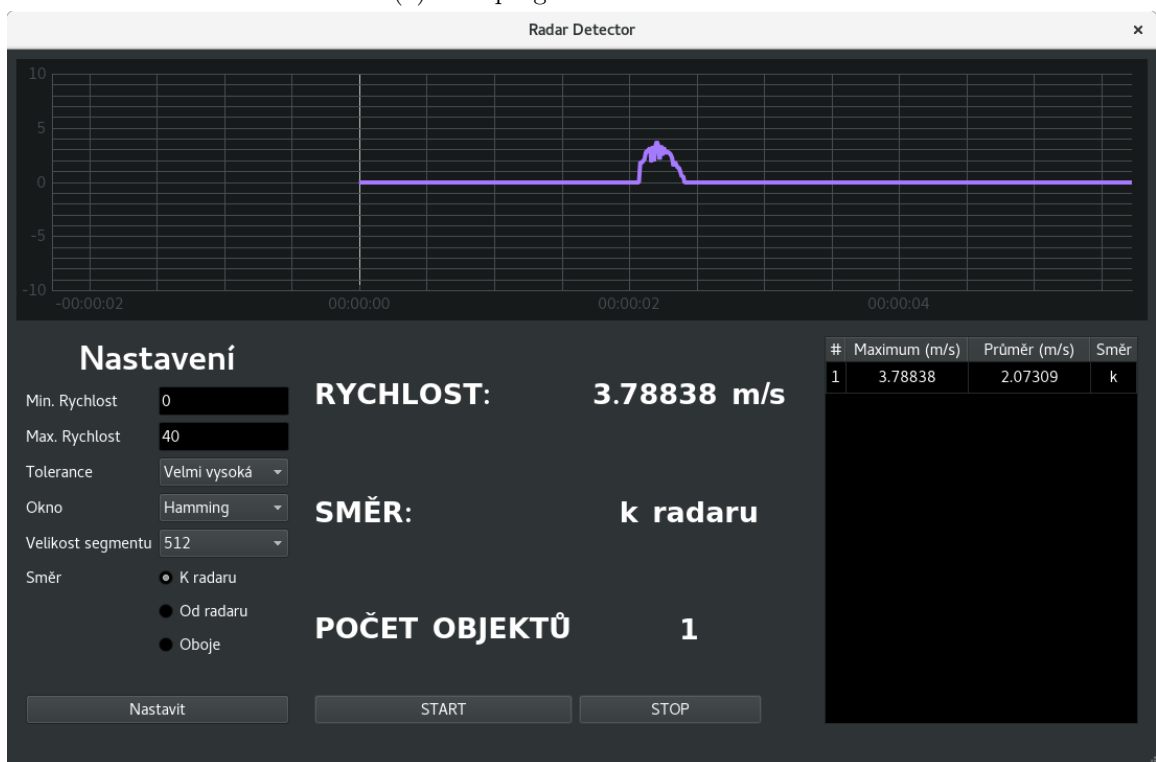 Radar Detector ×
10
5
0
-5
-10
-00:00:02 00:00:00 00:00:02 00:00:04
Nastavení
Min. Rychlost 0
Max. Rychlost 40
Tolerance Velmi vysoká
Okno Hamming
Velikost segmentu 512
Směr K radaru
Od radaru
Oboje
Nastavit
RYCHLOST: 3.78838 m/s
SMĚR: k radaru
POČET OBJEKTŮ 1
START STOP
# Maximum (m/s) Průměr (m/s) Směr
1 3.78838 2.07309 k